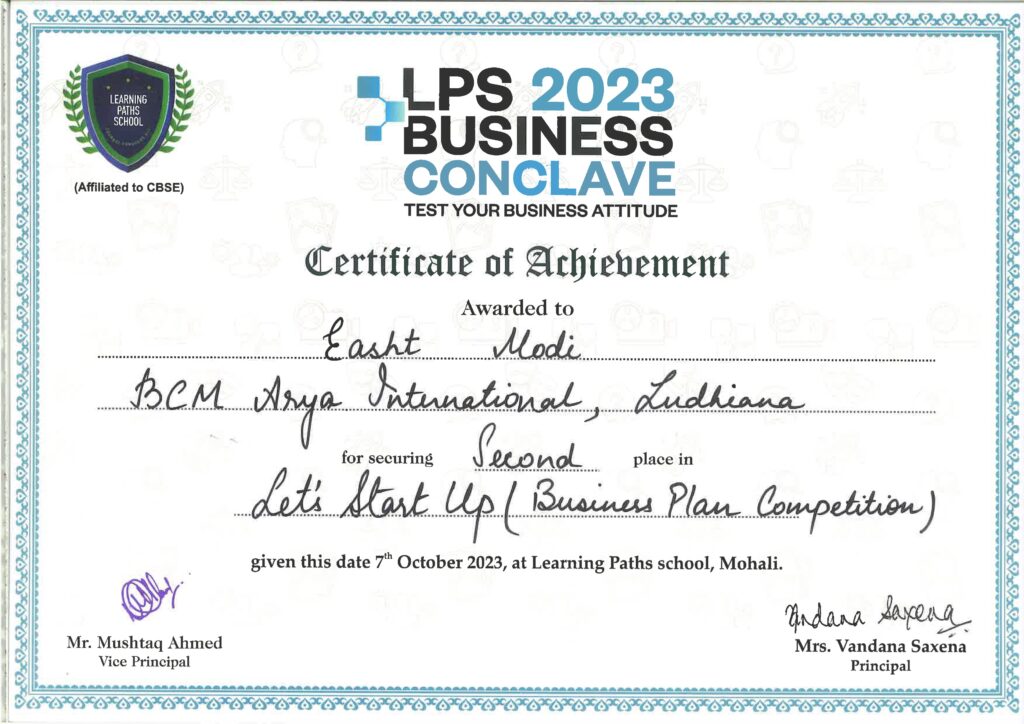 LEARNING
PATHS
SCHOOL
(Affiliated to CBSE)
LPS 2023
BUSINESS
CONCLAVE
TEST YOUR BUSINESS ATTITUDE
Certificate of Achievement
Awarded to
Easht Modi
BCM Arya International, Ludhiana
for securing Second place in
Let's Start Up ( Business Plan Competition )
given this date 7th October 2023, at Learning Paths school, Mohali.
Vandana Saxena
Mr. Mushtaq Ahmed
Vice Principal
Mrs. Vandana Saxena
Principal